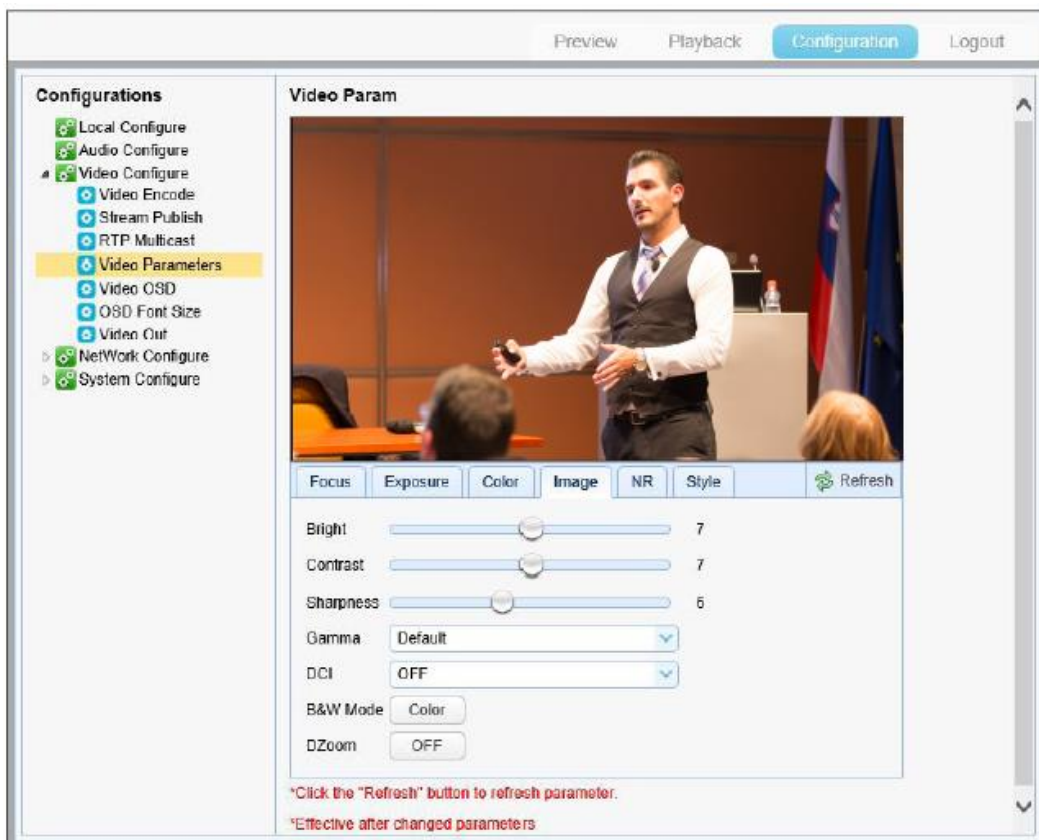 Preview Playback Configuration Logout
Configurations
Local Configure
Audio Configure
Video Configure
Video Encode
Stream Publish
RTP Multicast
Video Parameters
Video OSD
OSD Font Size
Video Out
NetWork Configure
System Configure
Video Param
Focus Exposure Color Image NR Style Refresh
Bright 7
Contrast 7
Sharpness 6
Gamma Default
DCI OFF
B&W Mode Color
DZoom OFF
*Click the "Refresh" button to refresh parameter.
*Effective after changed parameters